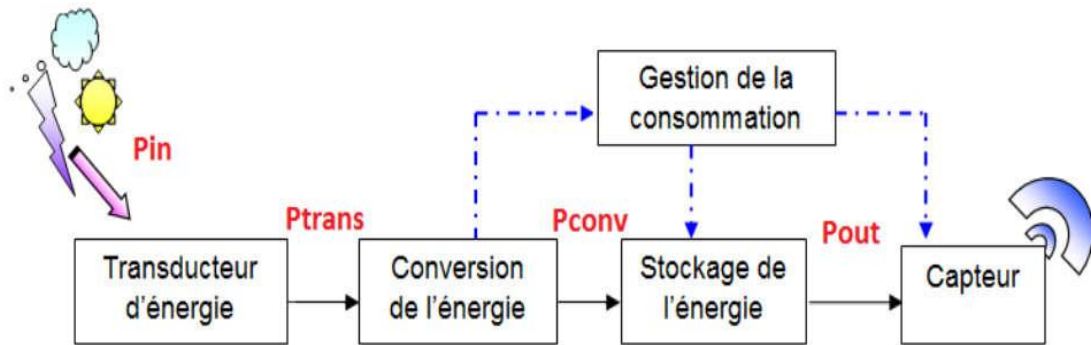 Gestion de la
consommation
Pin
Ptrans
Pconv
Pout
Transducteur
d'énergie
Conversion
de l'énergie
Stockage de
l'énergie
Capteur